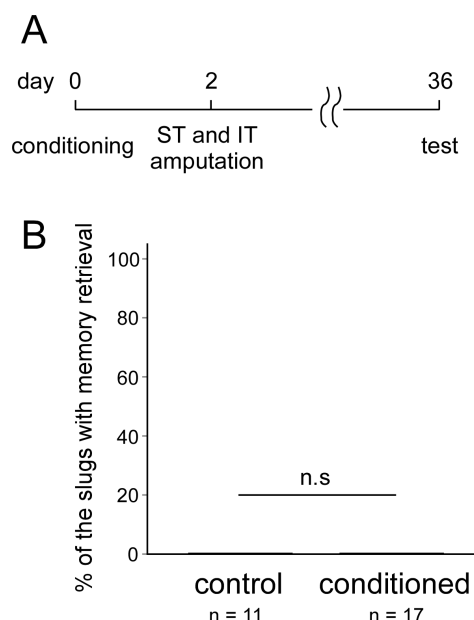 A
day 0 2 36
conditioning ST and IT amputation test
B
% of the slugs with memory retrieval
100
80
60
40
20
0
n.s
control conditioned
n = 11 n = 17